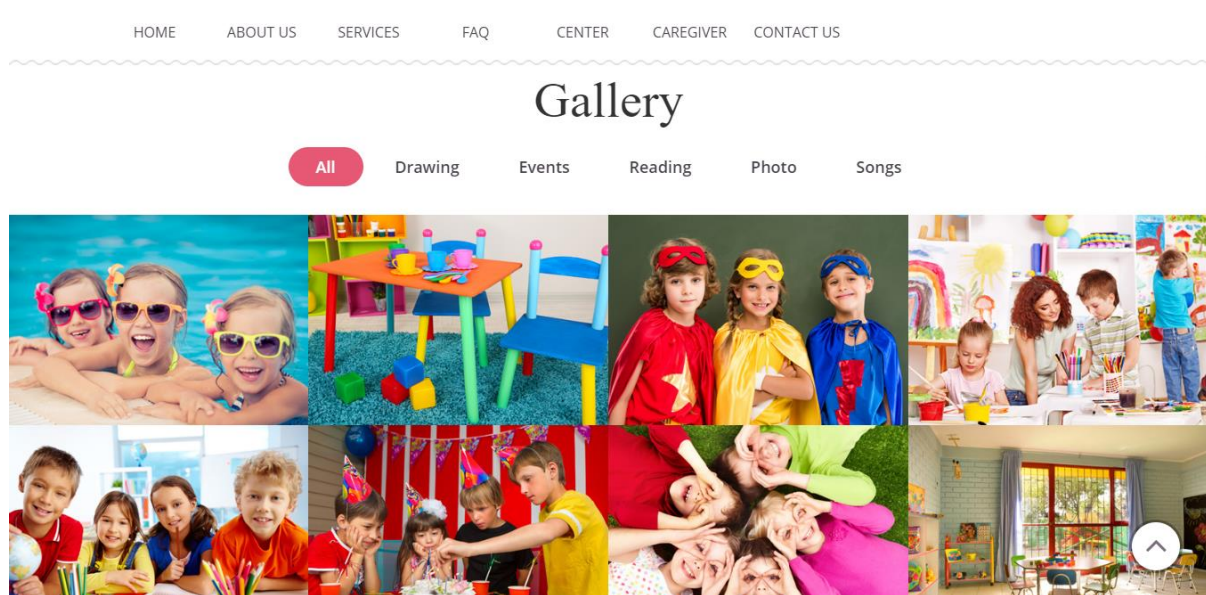 HOME ABOUT US SERVICES FAQ CENTER CAREGIVER CONTACT US
Gallery
All Drawing Events Reading Photo Songs